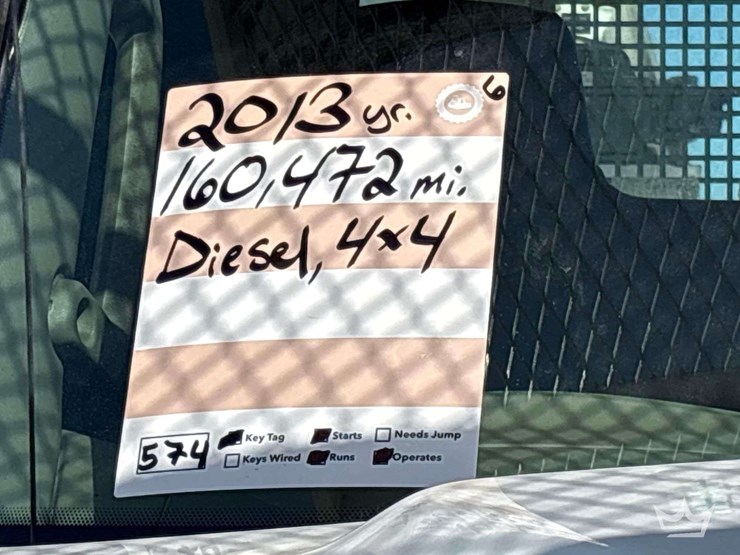 2013 yr. 6
160,472 mi.
Diesel, 4x4
574
Key Tag Starts Needs Jump
Keys Wired Runs Operates